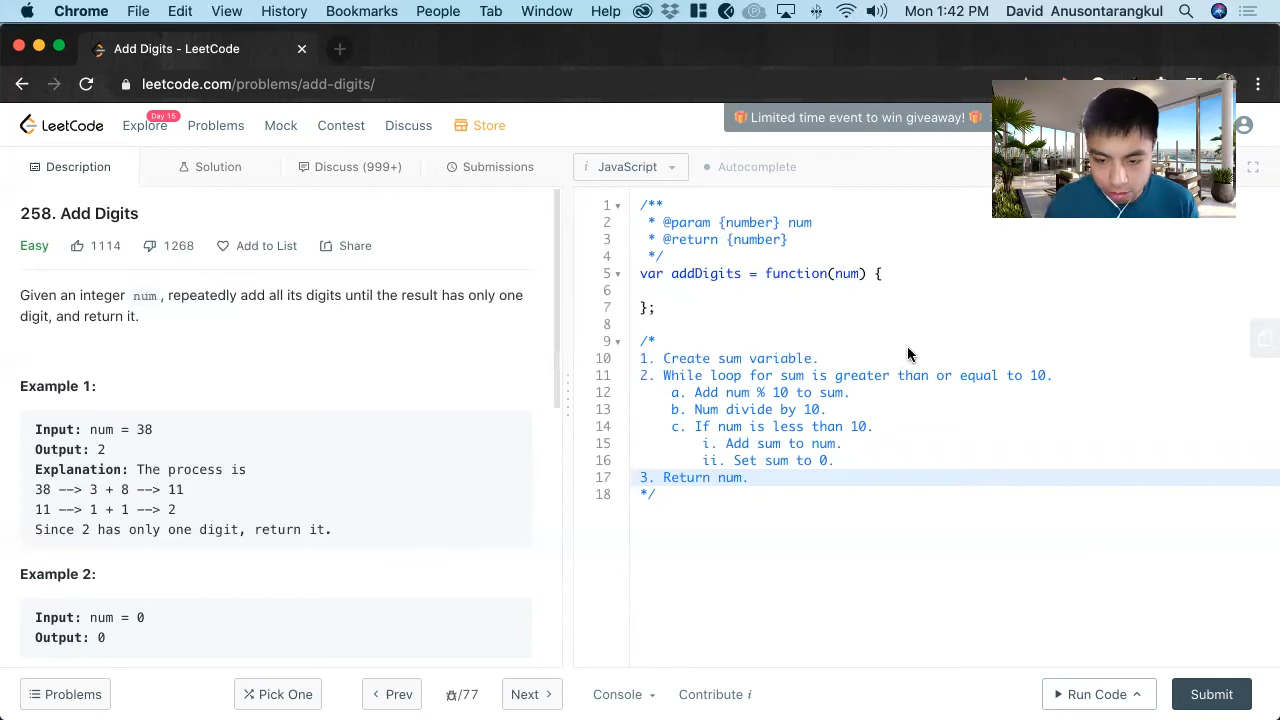 Chrome File Edit View History Bookmarks People Tab Window Help Mon 1:42 PM David Anusontarangkul
Add Digits - LeetCode
leetcode.com/problems/add-digits/
LeetCode Explore Day 15 Problems Mock Contest Discuss Store
Limited time event to win giveaway!
Description Solution Discuss (999+) Submissions
i JavaScript Autocomplete
258. Add Digits
Easy 1114 1268 Add to List Share
Given an integer num, repeatedly add all its digits until the result has only one
digit, and return it.
Example 1:
Input: num = 38
Output: 2
Explanation: The process is
38 --> 3 + 8 --> 11
11 --> 1 + 1 --> 2
Since 2 has only one digit, return it.
Example 2:
Input: num = 0
Output: 0
1 /**
2 * @param {number} num
3 * @return {number}
4 */
5 var addDigits = function(num) {
6
7 };
8
9 /*
10 1. Create sum variable.
11 2. While loop for sum is greater than or equal to 10.
12 a. Add num % 10 to sum.
13 b. Num divide by 10.
14 c. If num is less than 10.
15 i. Add sum to num.
16 ii. Set sum to 0.
17 3. Return num.
18 */
Problems Pick One Prev /77 Next Console Contribute i Run Code Submit